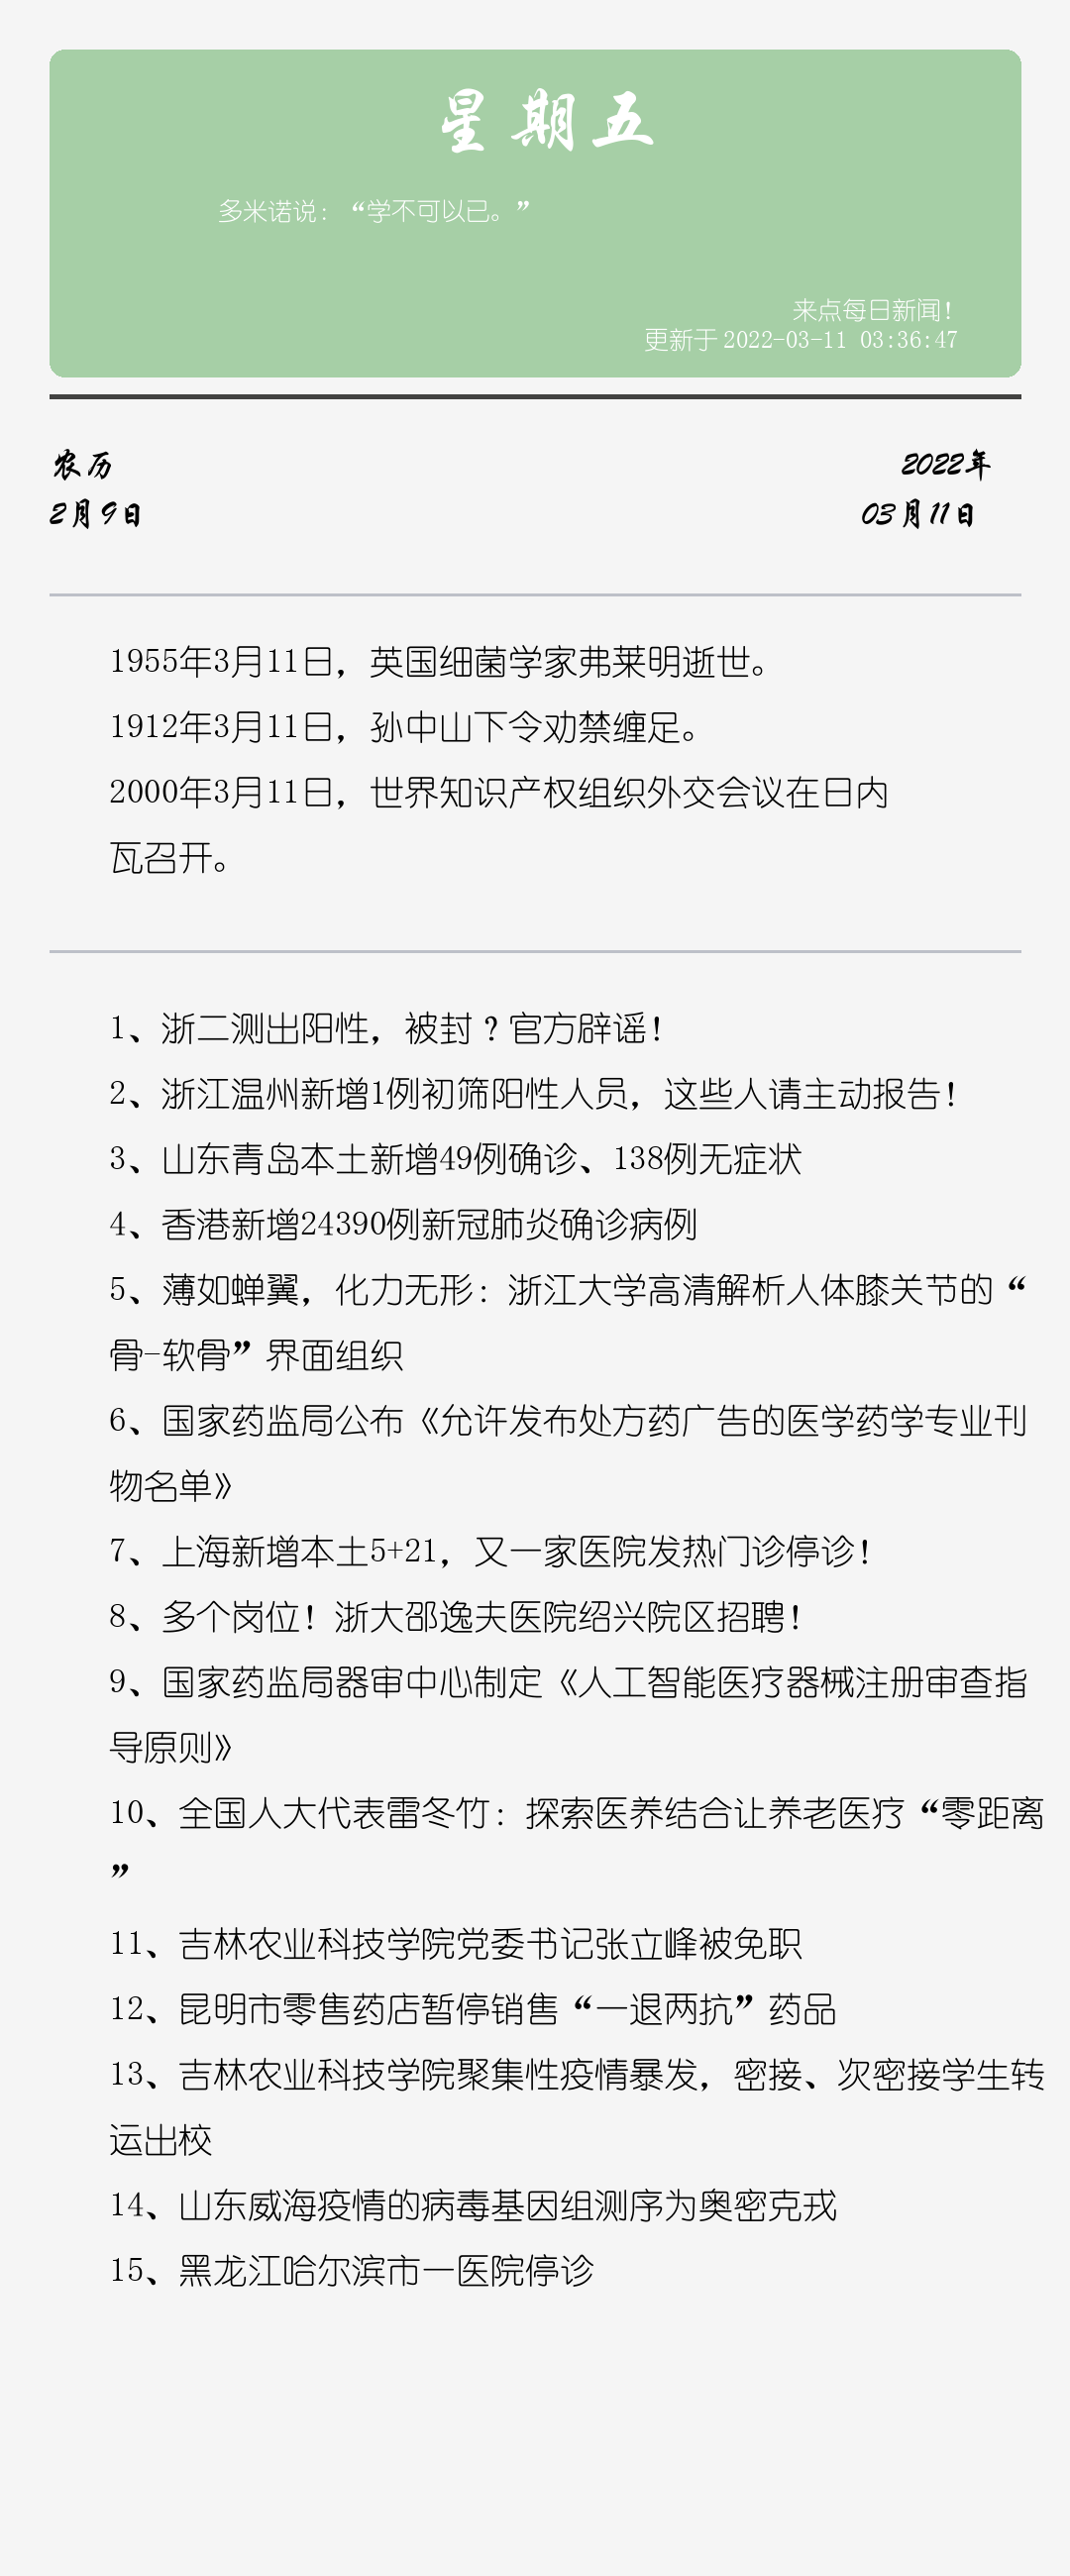 星期五
多米诺说：“学不可以已。”
来点每日新闻！
更新于 2022-03-11 03:36:47
农历
2022年
2月9日
03月11日
1955年3月11日，英国细菌学家弗莱明逝世。
1912年3月11日，孙中山下令劝禁缠足。
2000年3月11日，世界知识产权组织外交会议在日内
瓦召开。
1、浙二测出阳性，被封？官方辟谣！
2、浙江温州新增1例初筛阳性人员，这些人请主动报告！
3、山东青岛本土新增49例确诊、138例无症状
4、香港新增24390例新冠肺炎确诊病例
5、薄如蝉翼，化力无形：浙江大学高清解析人体膝关节的“
骨-软骨”界面组织
6、国家药监局公布《允许发布处方药广告的医学药学专业刊
物名单》
7、上海新增本土5+21，又一家医院发热门诊停诊！
8、多个岗位！浙大邵逸夫医院绍兴院区招聘！
9、国家药监局器审中心制定《人工智能医疗器械注册审查指
导原则》
10、全国人大代表雷冬竹：探索医养结合让养老医疗“零距离
”
11、吉林农业科技学院党委书记张立峰被免职
12、昆明市零售药店暂停销售“一退两抗”药品
13、吉林农业科技学院聚集性疫情暴发，密接、次密接学生转
运出校
14、山东威海疫情的病毒基因组测序为奥密克戎
15、黑龙江哈尔滨市一医院停诊